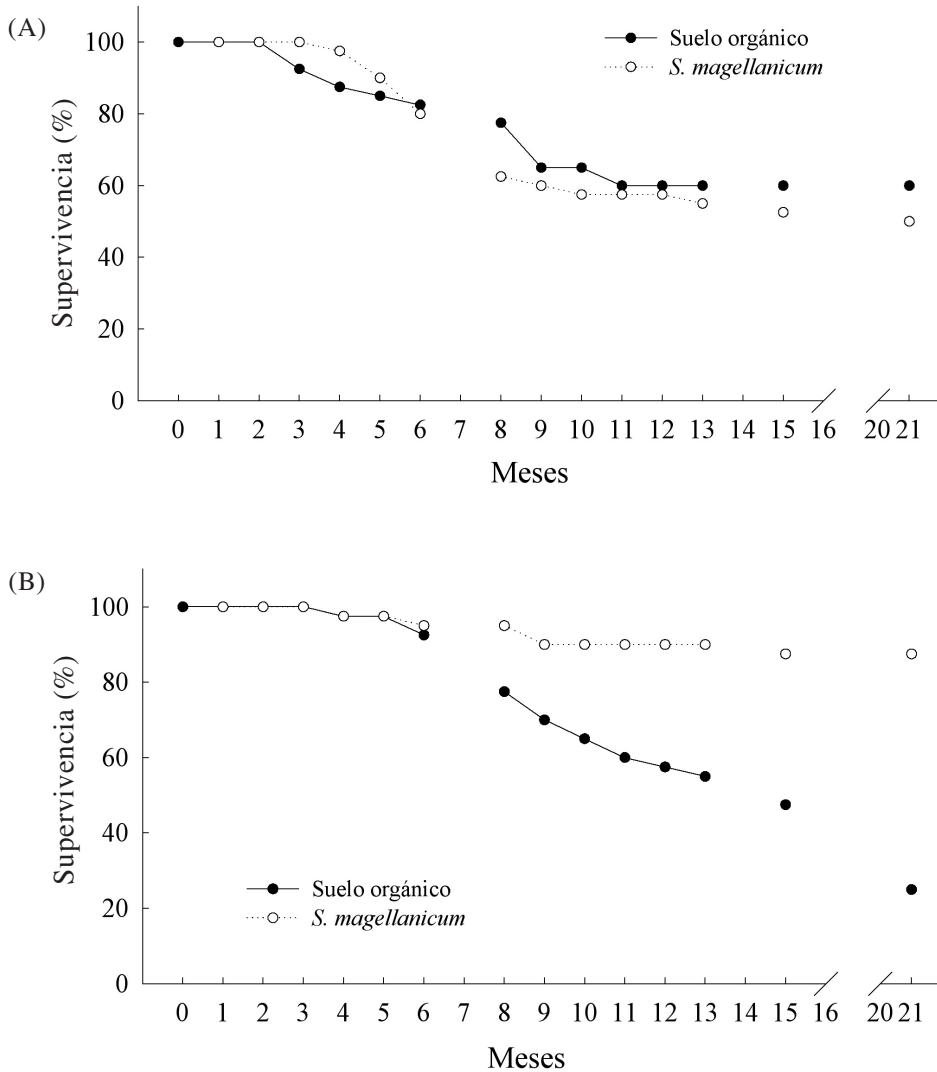 (A)
Suelo orgánico
S. magellanicum
100
80
60
40
20
0
Supervivencia (%)
0 1 2 3 4 5 6 7 8 9 10 11 12 13 14 15 16 20 21
Meses
(B)
100
80
60
40
20
0
Supervivencia (%)
Suelo orgánico
S. magellanicum
0 1 2 3 4 5 6 7 8 9 10 11 12 13 14 15 16 20 21
Meses